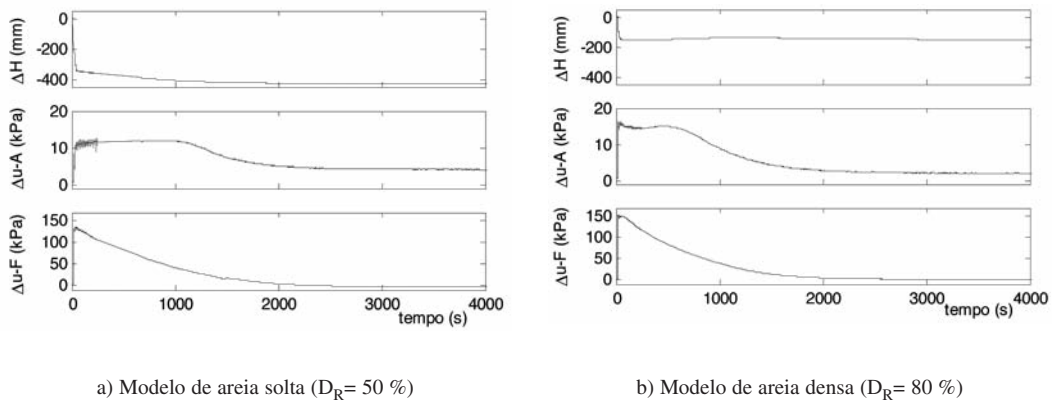 0
-200
-400
ΔH (mm)
20
10
0
Δu-A (kPa)
150
100
50
0
Δu-F (kPa)
0 1000 2000 3000 4000
tempo (s)
a) Modelo de areia solta (D_R= 50 %)
0
-200
-400
ΔH (mm)
20
10
0
Δu-A (kPa)
150
100
50
0
Δu-F (kPa)
0 1000 2000 3000 4000
tempo (s)
b) Modelo de areia densa (D_R= 80 %)